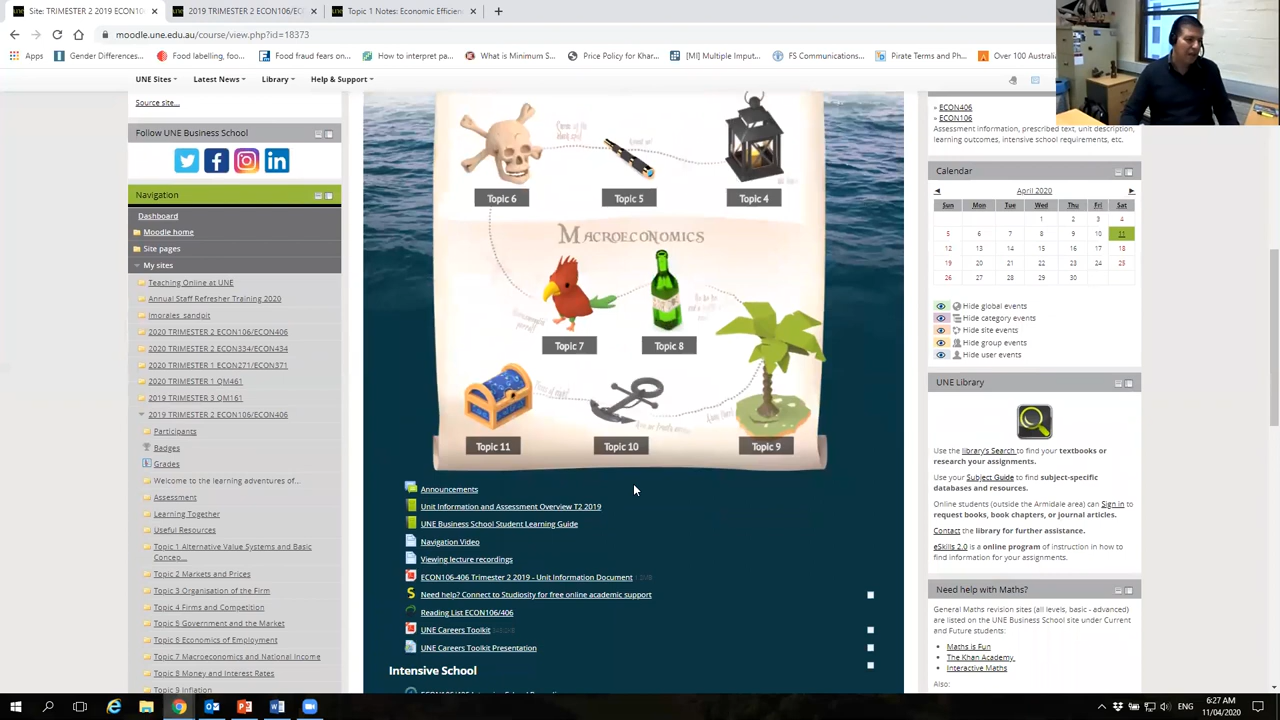 Site: TRIMESTER 2 2019 ECON10
2019 TRIMESTER 2 ECON106/EC
Topic 1 Notes: Economic Efficien
moodle.une.edu.au/course/view.php?id=18373
Apps
Gender Differences...
Food labelling, foo...
Food fraud fears on...
How to interpret pa...
What is Minimum S...
Price Policy for Khar...
[MI] Multiple Imput...
FS Communications
Pirate Terms and Ph...
Over 100 Australia
UNE Sites
Latest News
Library
Help & Support
Source site...
Follow UNE Business School
Navigation
Dashboard
Moodle home
Site pages
My sites
Teaching Online at UNE
Annual Staff Refresher Training 2020
lmorales_sandpit
2020 TRIMESTER 2 ECON106/ECON406
2020 TRIMESTER 2 ECON334/ECON434
2020 TRIMESTER 1 ECON271/ECON371
2020 TRIMESTER 1 QM461
2019 TRIMESTER 3 QM161
2019 TRIMESTER 2 ECON106/ECON406
Participants
Badges
Grades
Welcome to the learning adventures of...
Assessment
Learning Together
Useful Resources
Topic 1 Alternative Value Systems and Basic
Concep...
Topic 2 Markets and Prices
Topic 3 Organisation of the Firm
Topic 4 Firms and Competition
Topic 5 Government and the Market
Topic 6 Economics of Employment
Topic 7 Macroeconomics and National Income
Topic 8 Money and Interest Rates
Topic 9 Inflation
Topic 6
Topic 5
Topic 4
MACROECONOMICS
Topic 7
Topic 8
Topic 11
Topic 10
Topic 9
Announcements
Unit Information and Assessment Overview T2 2019
UNE Business School Student Learning Guide
Navigation Video
Viewing lecture recordings
ECON106-406 Trimester 2 2019 - Unit Information Document
Need help? Connect to Studiosity for free online academic support
Reading List ECON106/406
UNE Careers Toolkit
UNE Careers Toolkit Presentation
Intensive School
» ECON406
» ECON106
Assessment information, prescribed text, unit description,
learning outcomes, intensive school requirements, etc.
Calendar
April 2020
Sun Mon Tue Wed Thu Fri Sat
1 2 3 4
5 6 7 8 9 10 11
12 13 14 15 16 17 18
19 20 21 22 23 24 25
26 27 28 29 30
Hide global events
Hide category events
Hide site events
Hide group events
Hide user events
UNE Library
Use the library's Search to find your textbooks or
research your assignments.
Use your Subject Guide to find subject-specific
databases and resources.
Online students (outside the Armidale area) can Sign in to
request books, book chapters, or journal articles.
Contact the library for further assistance.
eSkills 2.0 is a online program of instruction in how to
find information for your assignments.
Need help with Maths?
General Maths revision sites (all levels, basic - advanced)
are listed on the UNE Business School site under Current
and Future students:
Maths is Fun
The Khan Academy
Interactive Maths
Also:
ENG
6:27 AM
11/04/2020